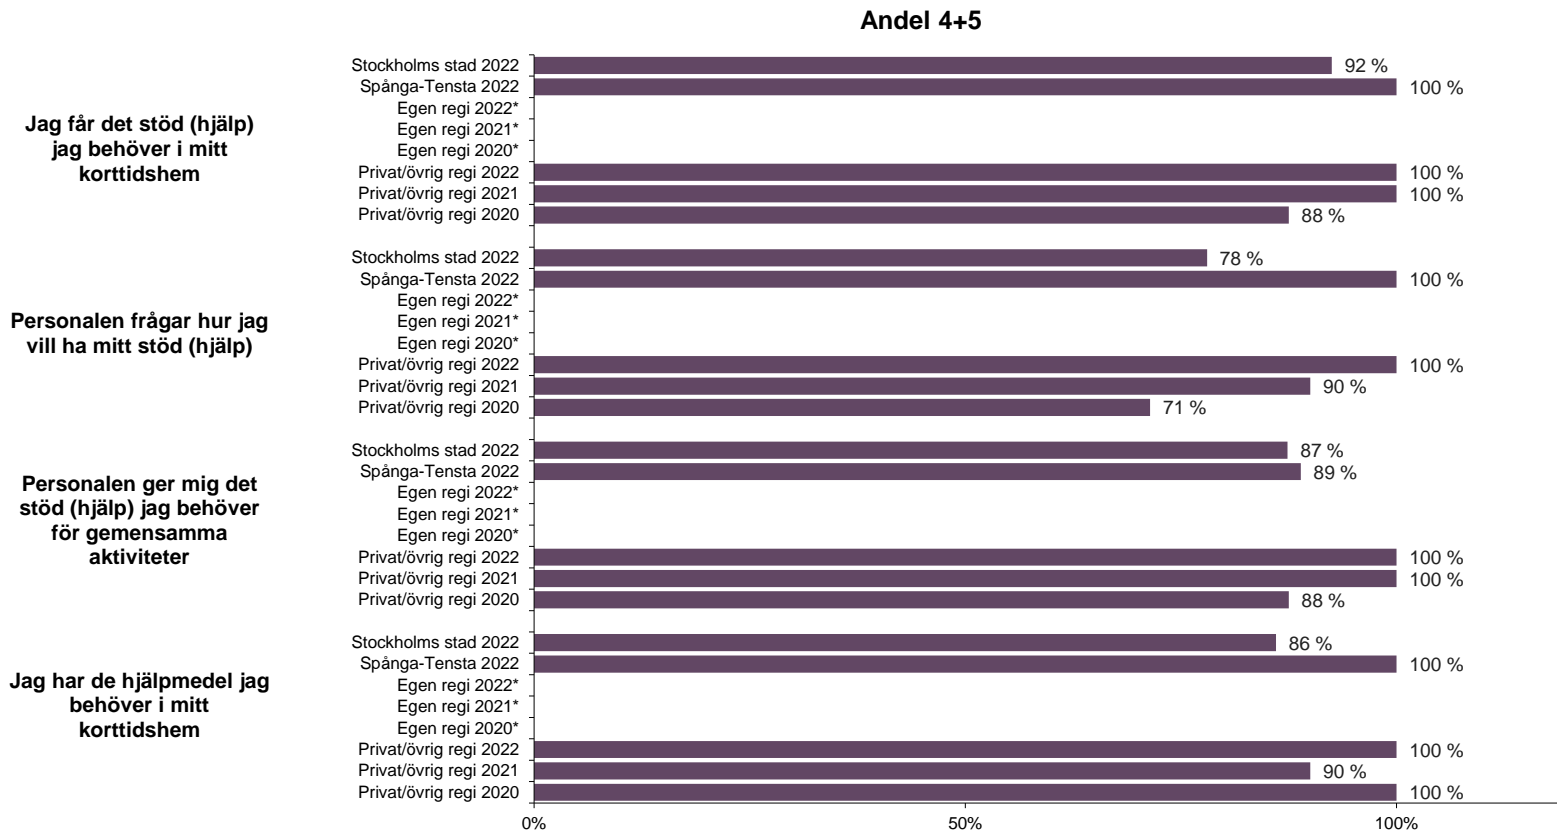 Andel 4+5
Jag får det stöd (hjälp)
jag behöver i mitt
korttidshem
Stockholms stad 2022 92 %
Spånga-Tensta 2022 100 %
Egen regi 2022*
Egen regi 2021*
Egen regi 2020*
Privat/övrig regi 2022 100 %
Privat/övrig regi 2021 100 %
Privat/övrig regi 2020 88 %
Personalen frågar hur jag
vill ha mitt stöd (hjälp)
Stockholms stad 2022 78 %
Spånga-Tensta 2022 100 %
Egen regi 2022*
Egen regi 2021*
Egen regi 2020*
Privat/övrig regi 2022 100 %
Privat/övrig regi 2021 90 %
Privat/övrig regi 2020 71 %
Personalen ger mig det
stöd (hjälp) jag behöver
för gemensamma
aktiviteter
Stockholms stad 2022 87 %
Spånga-Tensta 2022 89 %
Egen regi 2022*
Egen regi 2021*
Egen regi 2020*
Privat/övrig regi 2022 100 %
Privat/övrig regi 2021 100 %
Privat/övrig regi 2020 88 %
Jag har de hjälpmedel jag
behöver i mitt
korttidshem
Stockholms stad 2022 86 %
Spånga-Tensta 2022 100 %
Egen regi 2022*
Egen regi 2021*
Egen regi 2020*
Privat/övrig regi 2022 100 %
Privat/övrig regi 2021 90 %
Privat/övrig regi 2020 100 %
0% 50% 100%